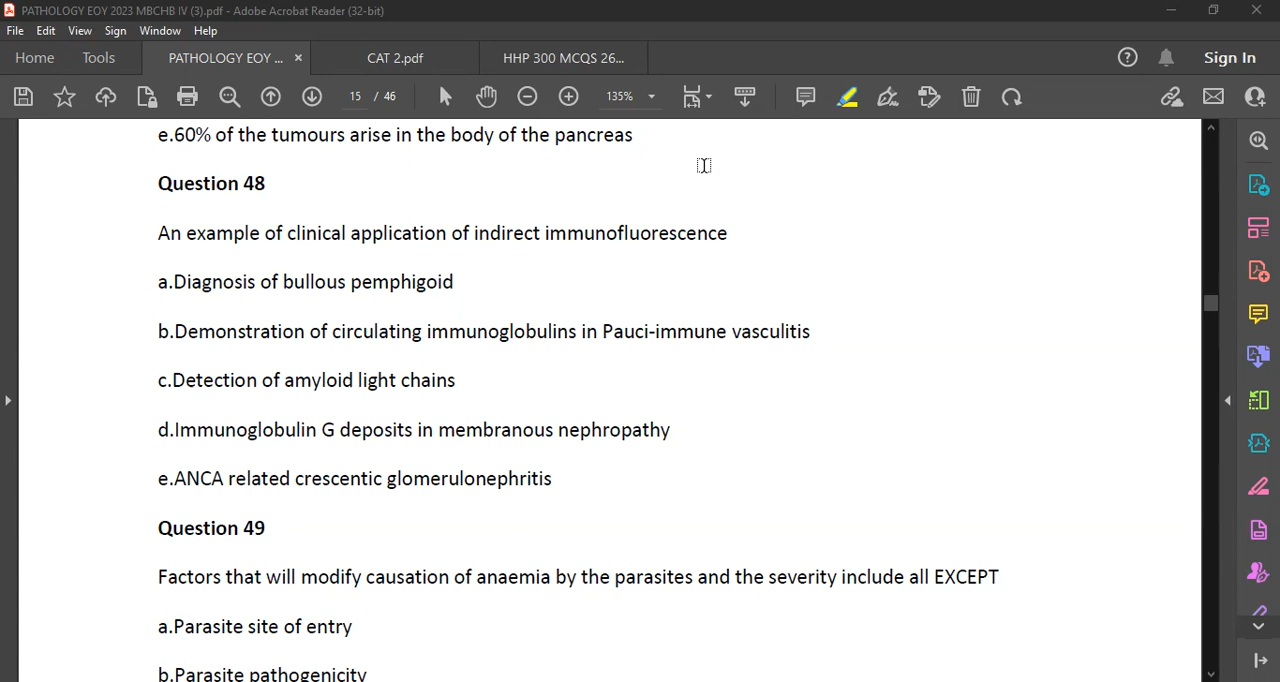 PATHOLOGY EOY 2023 MBCHB IV (3).pdf - Adobe Acrobat Reader (32-bit)
File Edit View Sign Window Help
Home Tools PATHOLOGY EOY ... × CAT 2.pdf HHP 300 MCQS 26... Sign In
15 / 46 135%
e.60% of the tumours arise in the body of the pancreas
Question 48
An example of clinical application of indirect immunofluorescence
a.Diagnosis of bullous pemphigoid
b.Demonstration of circulating immunoglobulins in Pauci-immune vasculitis
c.Detection of amyloid light chains
d.Immunoglobulin G deposits in membranous nephropathy
e.ANCA related crescentic glomerulonephritis
Question 49
Factors that will modify causation of anaemia by the parasites and the severity include all EXCEPT
a.Parasite site of entry
b.Parasite pathogenicity